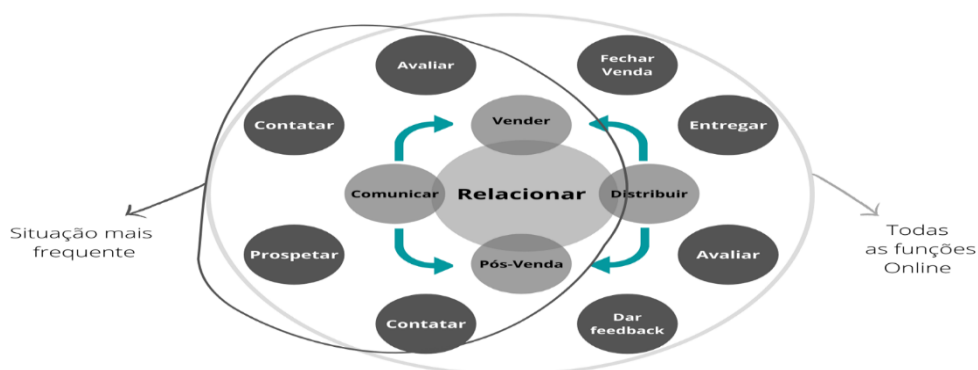 Avaliar
Fechar
Venda
Contatar
Vender
Entregar
Comunicar
Relacionar
Distribuir
Situação mais
frequente
Todas
as funções
Online
Prospetar
Pós-Venda
Avaliar
Contatar
Dar
feedback